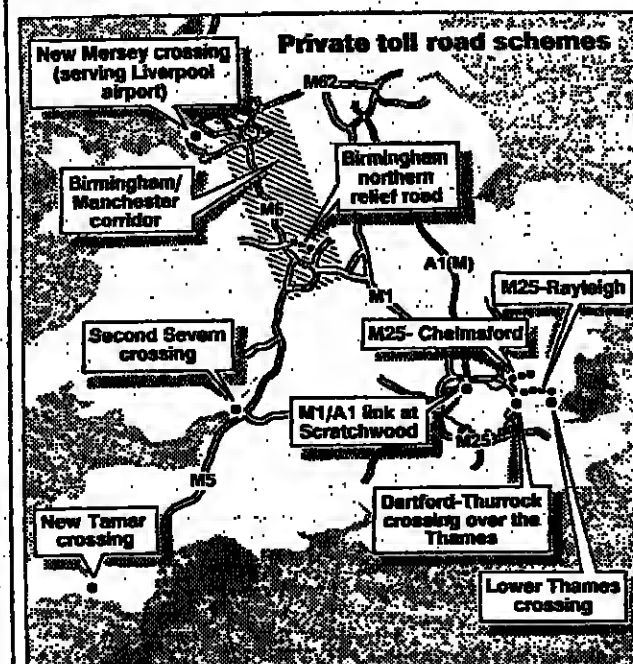 Private toll road schemes
New Mersey crossing
(serving Liverpool
airport)
M62
Birmingham/
Manchester
corridor
Birmingham
northern
relief road
M6
A1(M)
M1
M25-Rayleigh
M25- Chelmsford
Second Severn
crossing
M1/A1 link at
Scratchwood
M25
M5
New Tamar
crossing
Dartford-Thurrock
crossing over the
Thames
Lower Thames
crossing